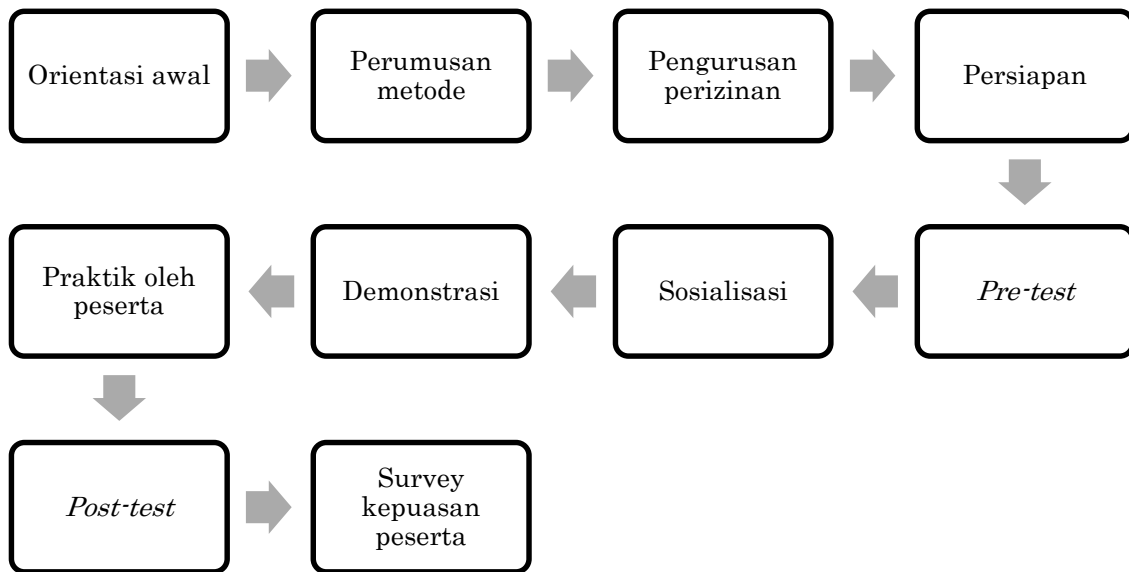 Orientasi awal
Perumusan
metode
Pengurusan
perizinan
Persiapan
Pre-test
Sosialisasi
Demonstrasi
Praktik oleh
peserta
Post-test
Survey
kepuasan
peserta